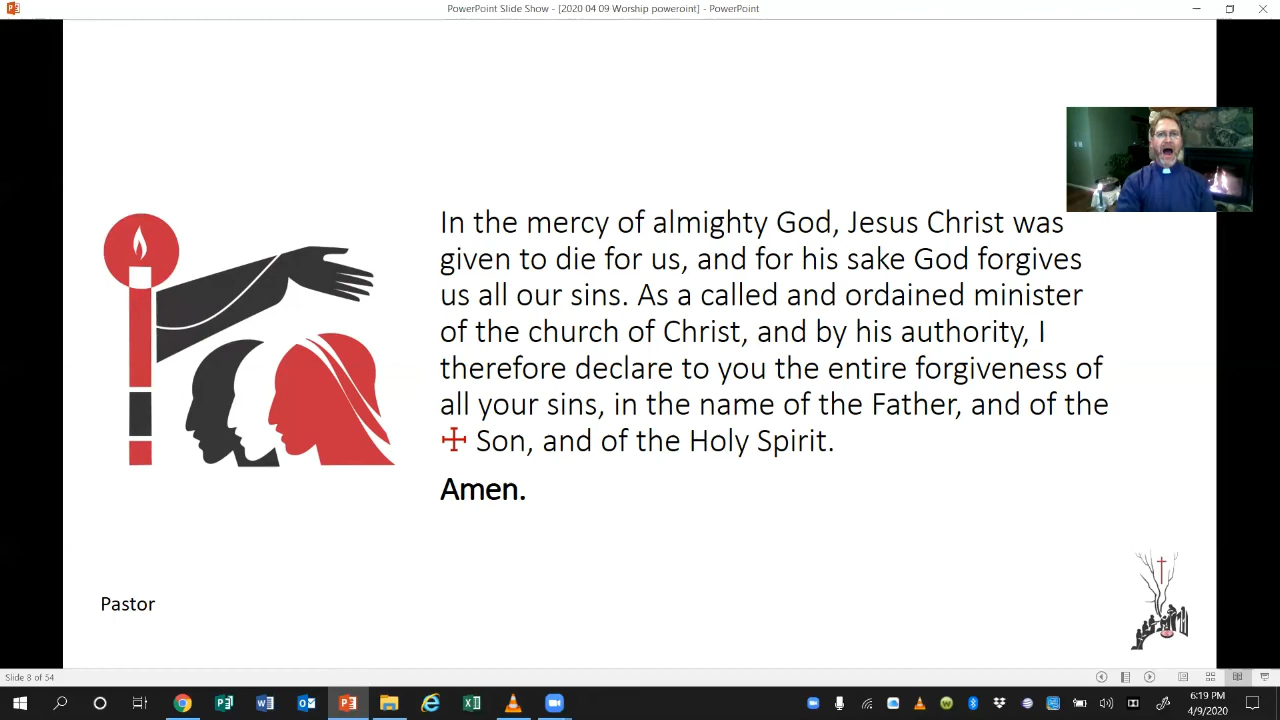 PowerPoint Slide Show - [2020 04 09 Worship poweroint] - PowerPoint
In the mercy of almighty God, Jesus Christ was
given to die for us, and for his sake God forgives
us all our sins. As a called and ordained minister
of the church of Christ, and by his authority, I
therefore declare to you the entire forgiveness of
all your sins, in the name of the Father, and of the
☩ Son, and of the Holy Spirit.
Amen.
Pastor
Slide 8 of 54
6:19 PM
4/9/2020